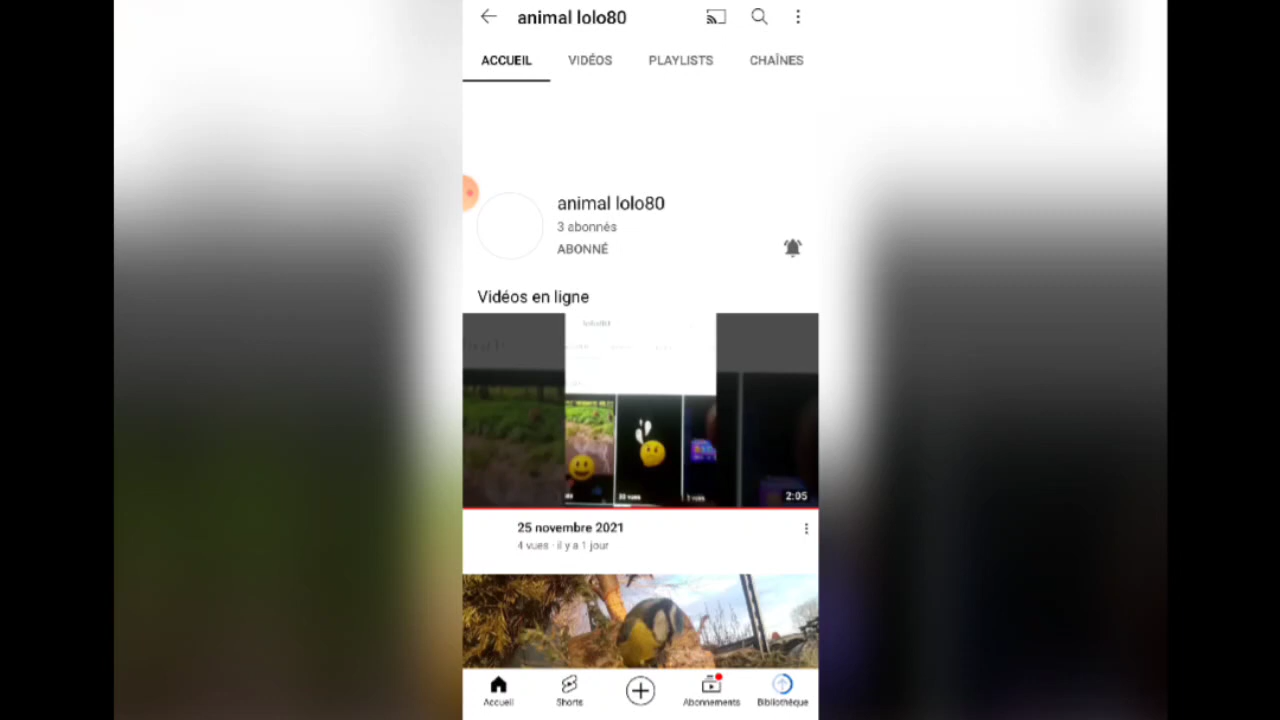 animal lolo80
ACCUEIL VIDÉOS PLAYLISTS CHAÎNES
animal lolo80
3 abonnés
ABONNÉ
Vidéos en ligne
2:05
25 novembre 2021
4 vues · il y a 1 jour
Accueil Shorts Abonnements Bibliothèque